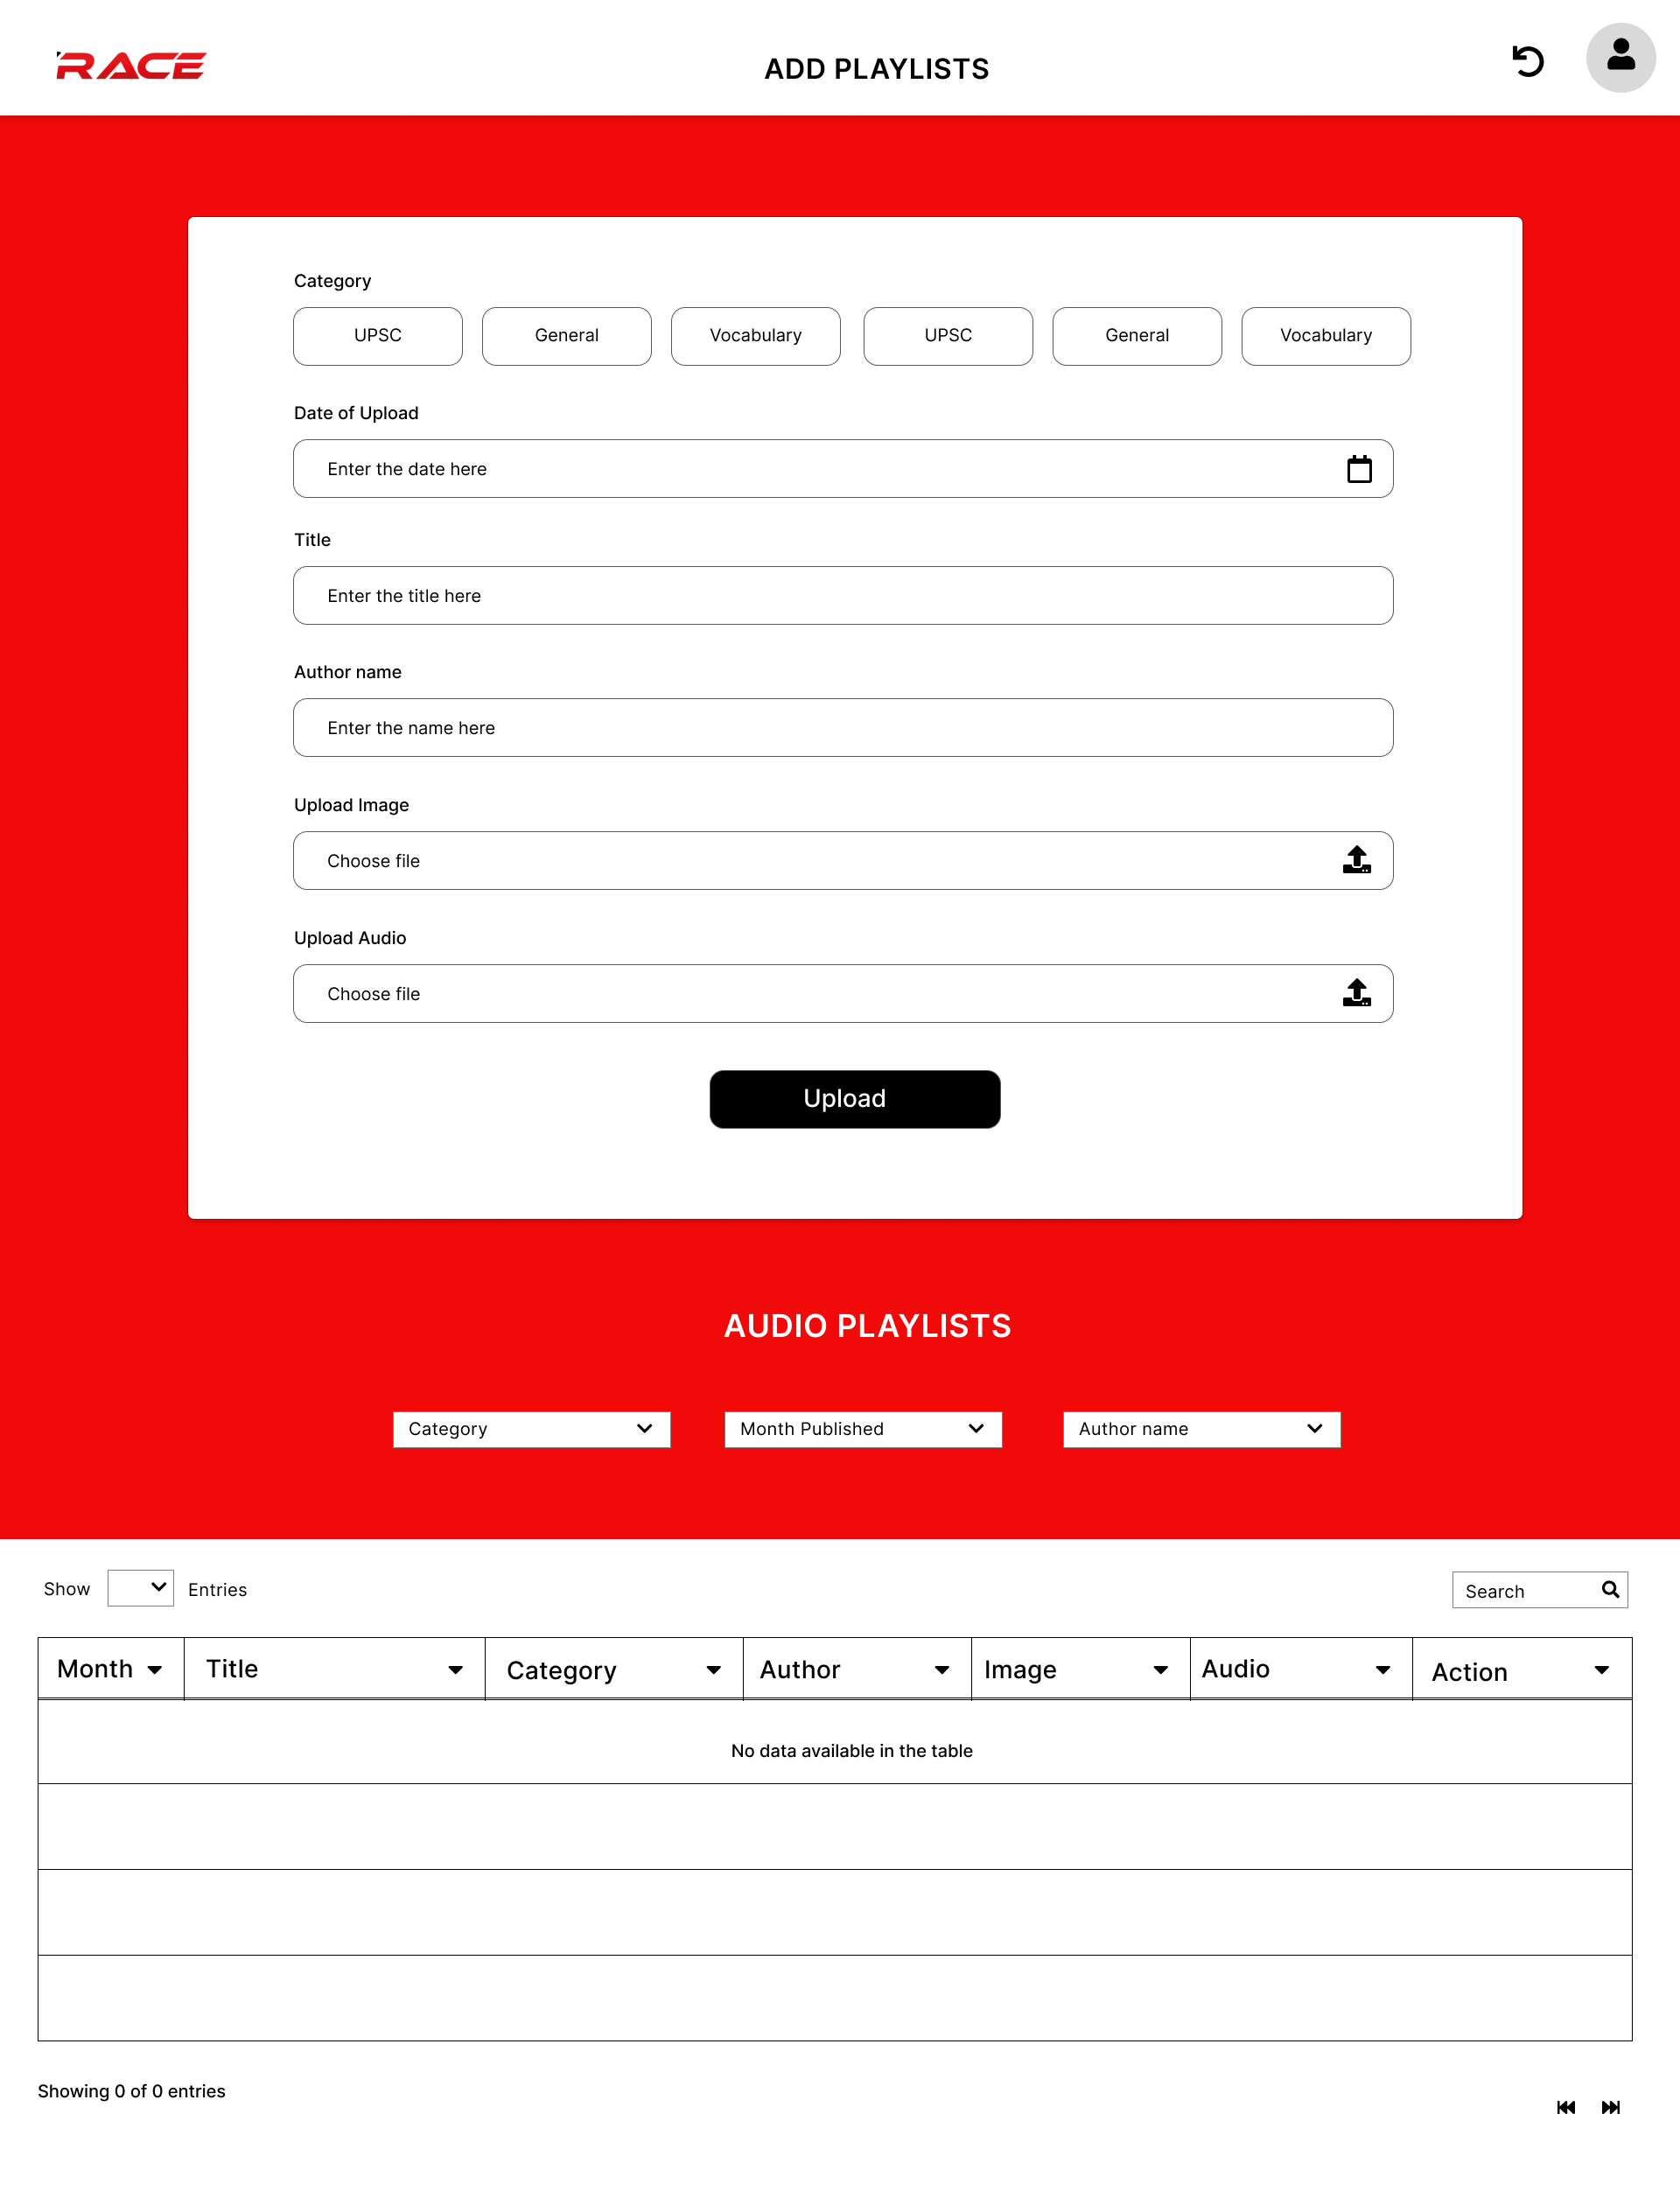 RACE
ADD PLAYLISTS
Category
UPSC General Vocabulary UPSC General Vocabulary
Date of Upload
Enter the date here
Title
Enter the title here
Author name
Enter the name here
Upload Image
Choose file
Upload Audio
Choose file
Upload
AUDIO PLAYLISTS
Category Month Published Author name
Show Entries Search
Month Title Category Author Image Audio Action
No data available in the table
Showing 0 of 0 entries